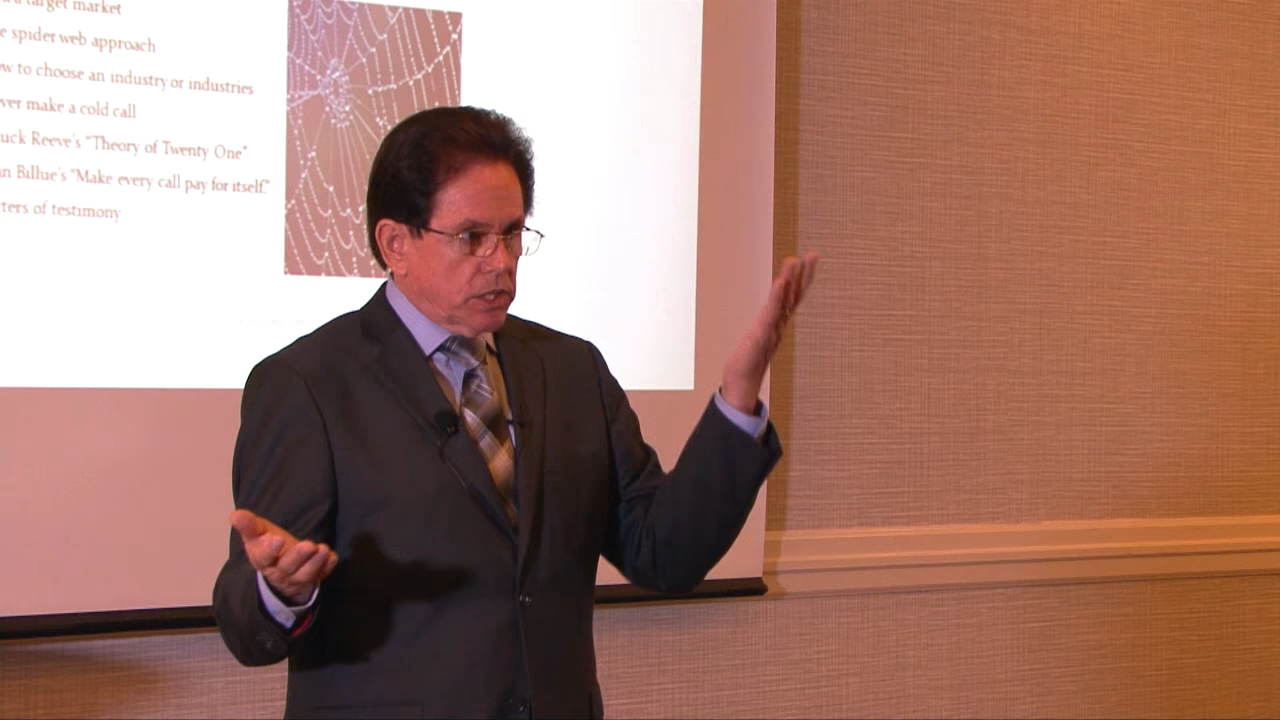 a target market
spider web approach
to choose an industry or industries
make a cold call
Reeve's "Theory of Twenty One"
Billue's "Make every call pay for itself."
of testimony